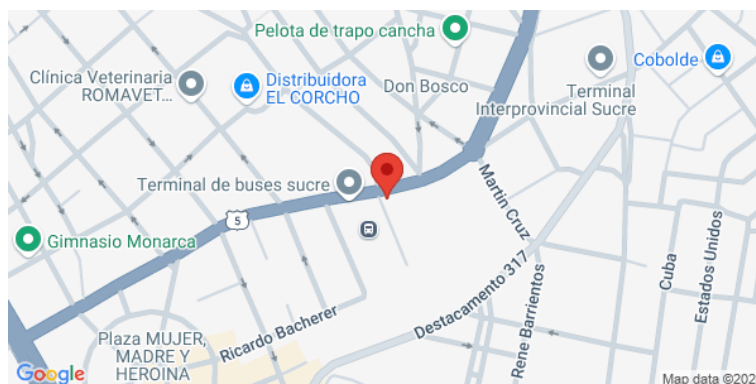 Pelota de trapo cancha
Cobolde
Clínica Veterinaria
ROMAVET...
Distribuidora
EL CORCHO
Don Bosco
Terminal
Interprovincial Sucre
Terminal de buses sucre
Martin Cruz
5
Gimnasio Monarca
Destacamento 317
Cuba
Estados Unidos
Rene Barrientos
Ricardo Bacherer
Plaza MUJER,
MADRE Y
HEROINA
Google
Map data ©202